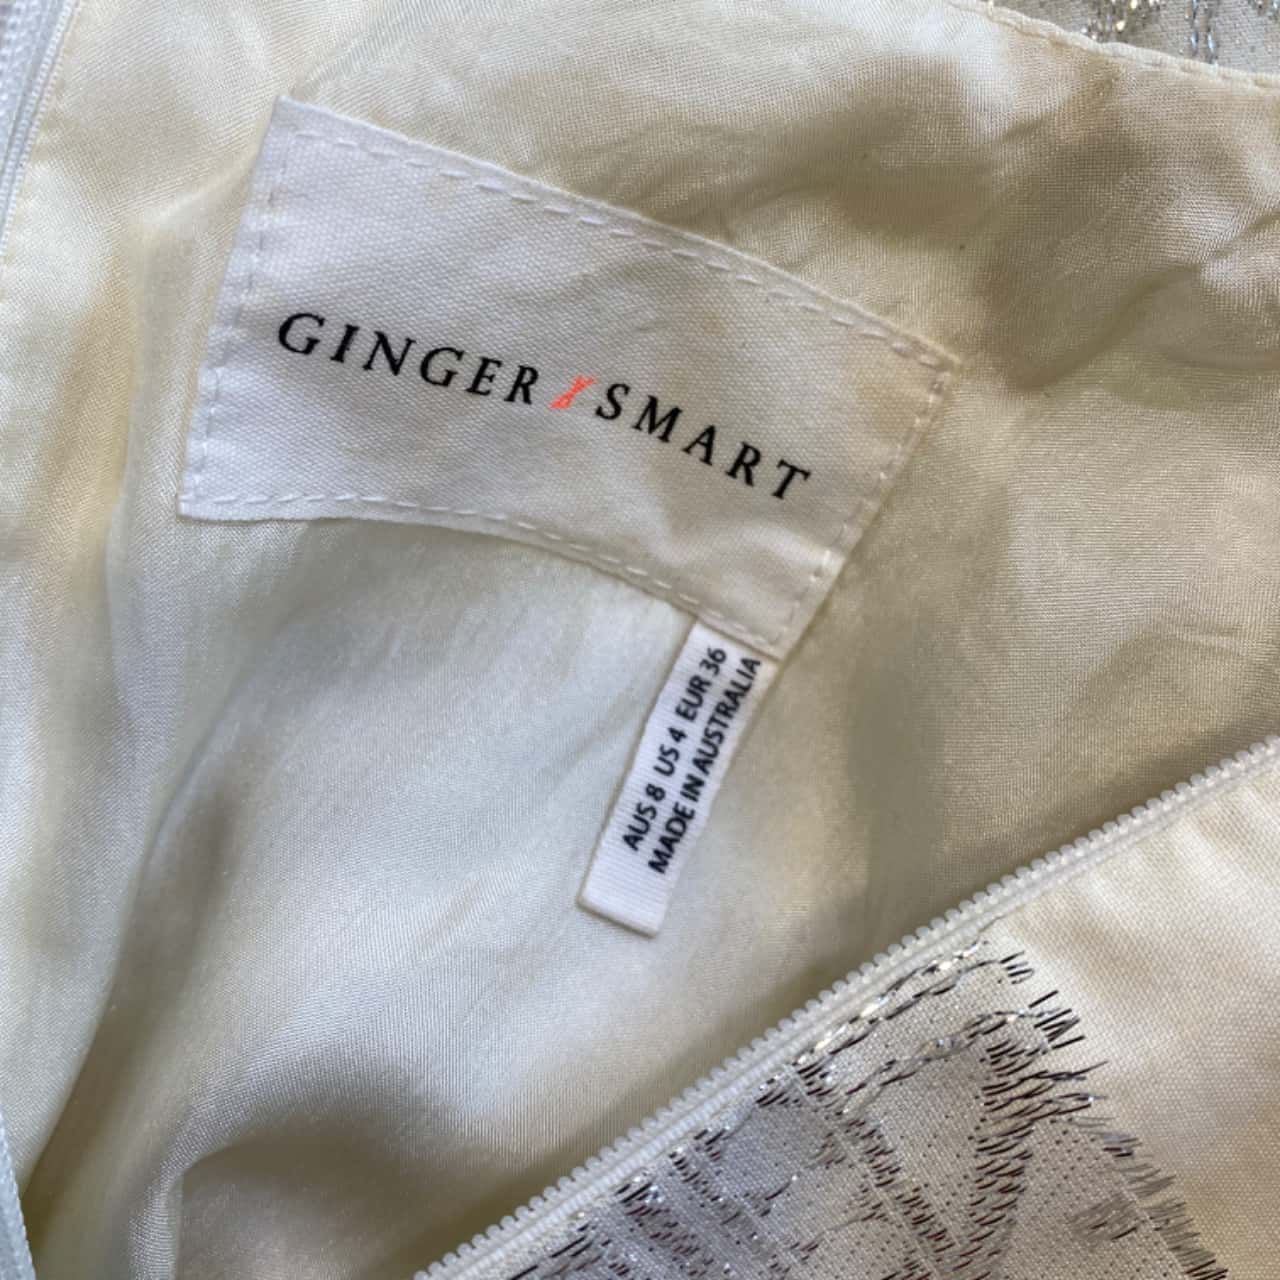 GINGER & SMART
AUS 8 US 4 EUR 36
MADE IN AUSTRALIA